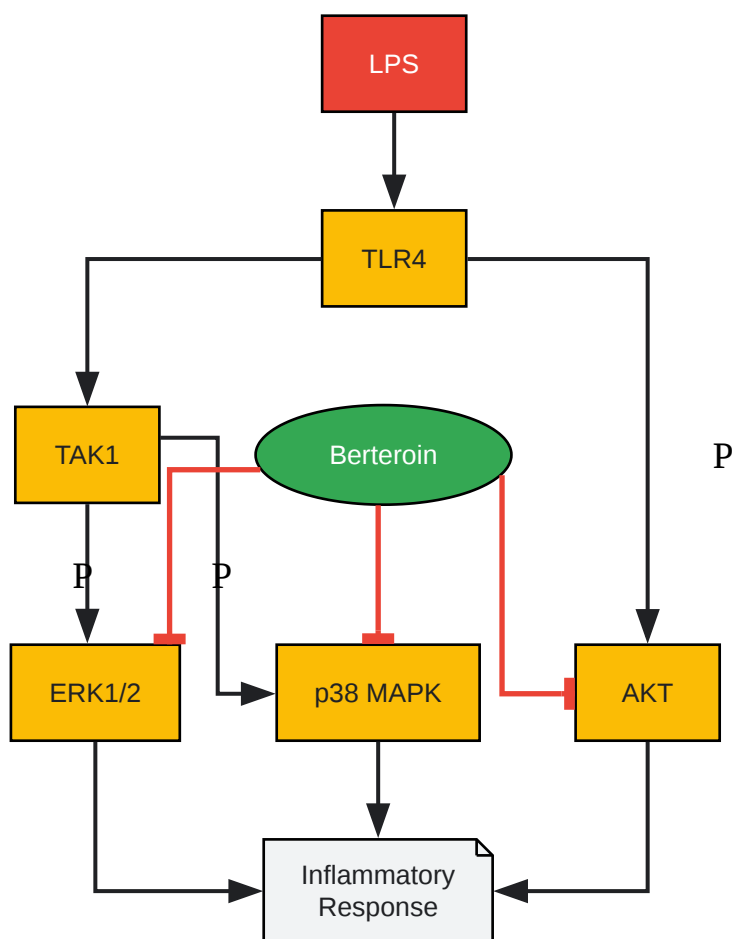 LPS
TLR4
TAK1
Berteroin
P
P
P
ERK1/2
p38 MAPK
AKT
Inflammatory
Response